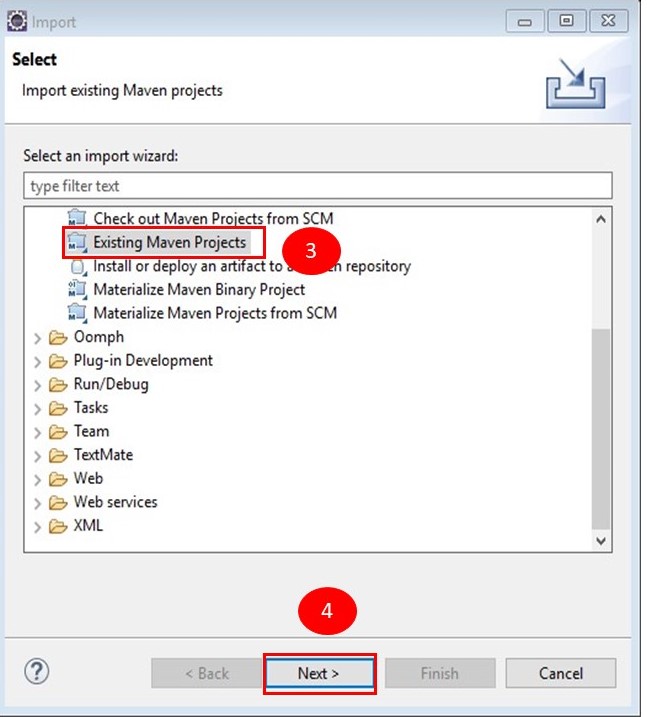 Import
Select
Import existing Maven projects
Select an import wizard:
type filter text
Check out Maven Projects from SCM
Existing Maven Projects
3
Install or deploy an artifact to a en repository
Materialize Maven Binary Project
Materialize Maven Projects from SCM
Oomph
Plug-in Development
Run/Debug
Tasks
Team
TextMate
Web
Web services
XML
4
?
< Back
Next >
Finish
Cancel